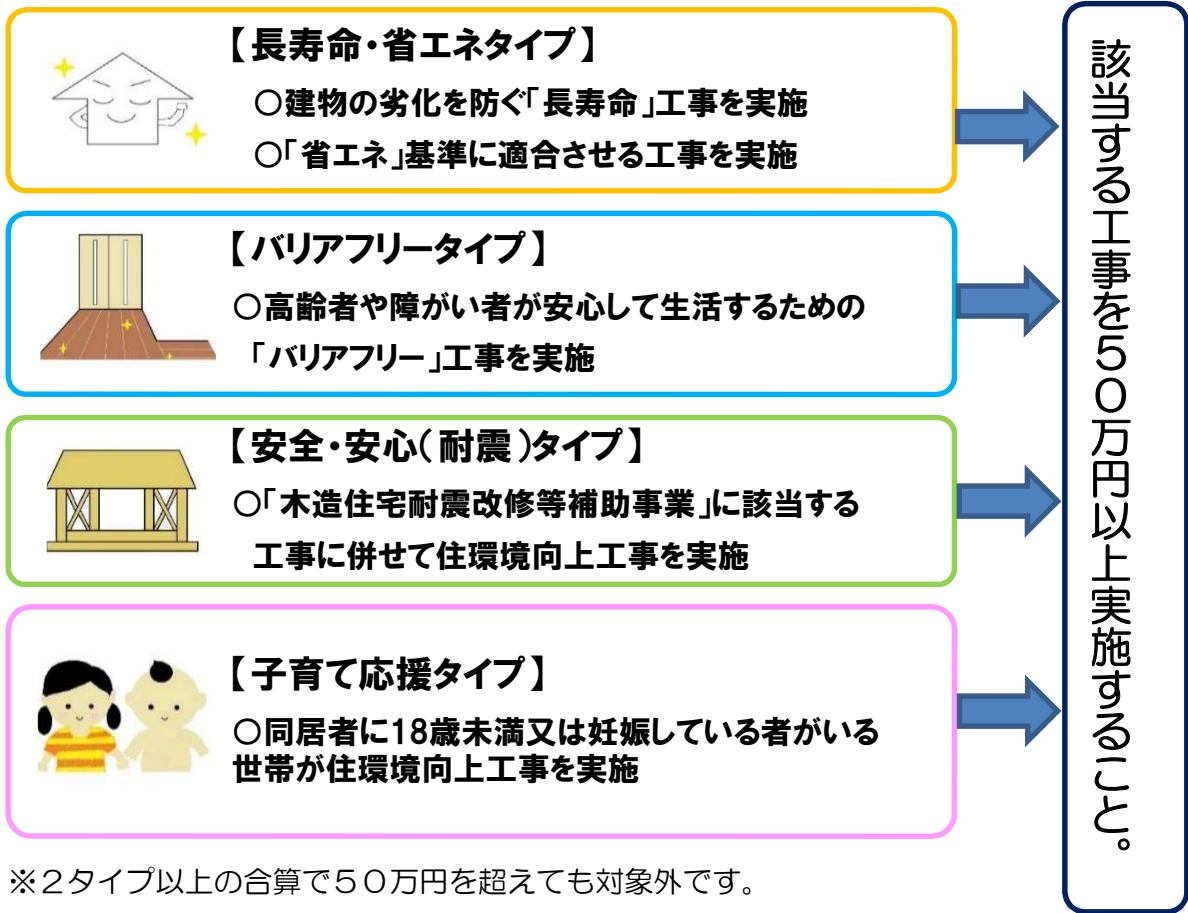 【長寿命・省エネタイプ】
〇建物の劣化を防ぐ「長寿命」工事を実施
〇「省エネ」基準に適合させる工事を実施
【バリアフリータイプ】
〇高齢者や障がい者が安心して生活するための
「バリアフリー」工事を実施
【安全・安心（耐震）タイプ】
〇「木造住宅耐震改修等補助事業」に該当する
工事に併せて住環境向上工事を実施
【子育て応援タイプ】
〇同居者に18歳未満又は妊娠している者がいる
世帯が住環境向上工事を実施
該当する工事を５０万円以上実施すること。
※２タイプ以上の合算で５０万円を超えても対象外です。